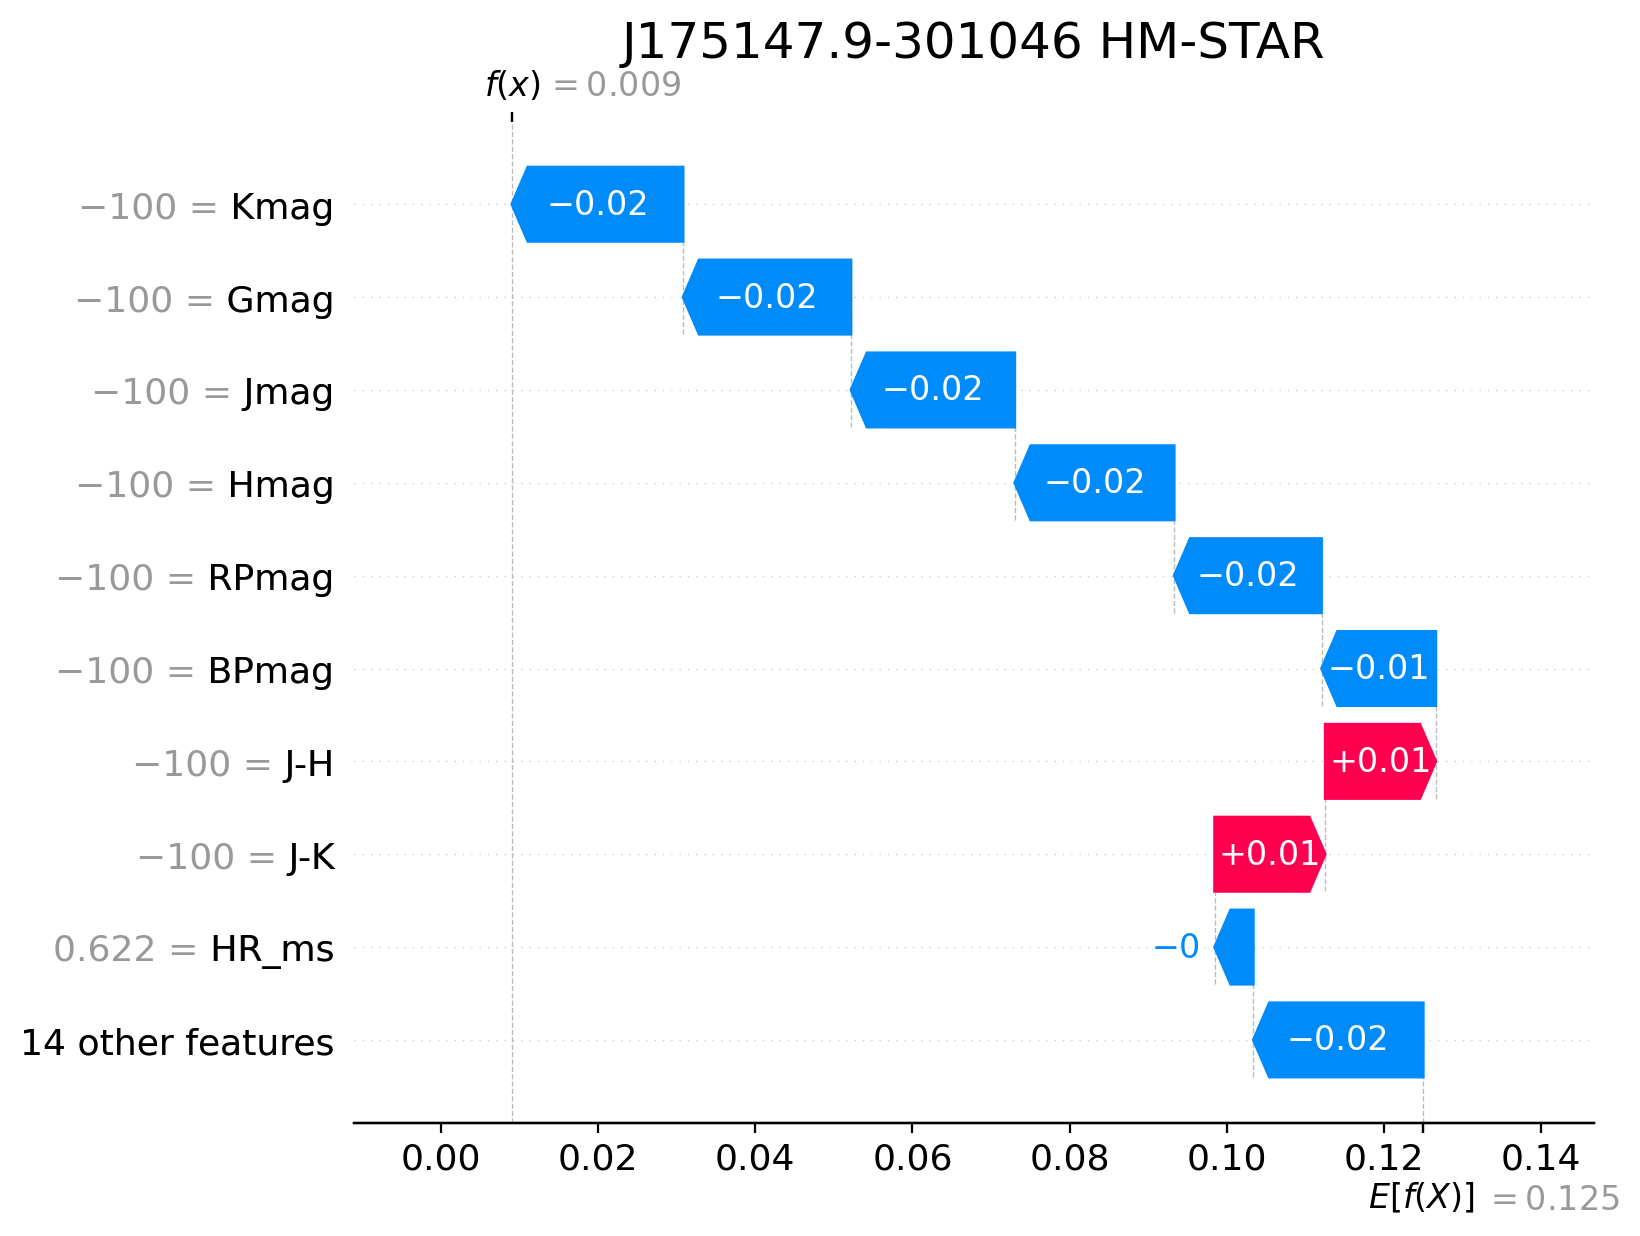 J175147.9-301046 HM-STAR
f(x) = 0.009
−100 = Kmag −0.02
−100 = Gmag −0.02
−100 = Jmag −0.02
−100 = Hmag −0.02
−100 = RPmag −0.02
−100 = BPmag −0.01
−100 = J-H +0.01
−100 = J-K +0.01
0.622 = HR_ms −0
14 other features −0.02
0.00 0.02 0.04 0.06 0.08 0.10 0.12 0.14
E[f(X)] = 0.125